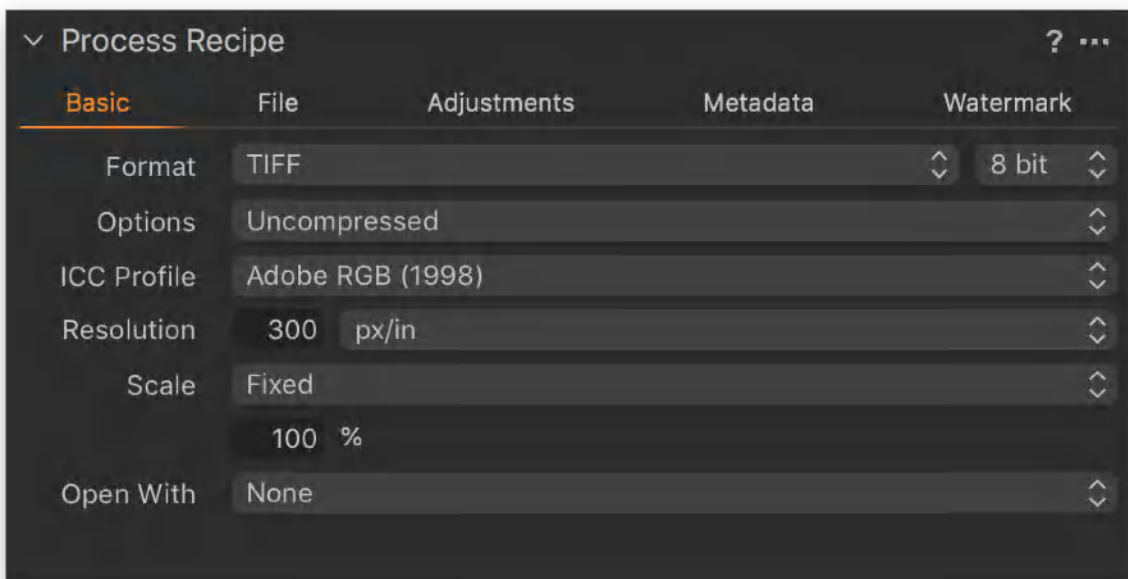 Process Recipe ? ...
Basic File Adjustments Metadata Watermark
Format TIFF 8 bit
Options Uncompressed
ICC Profile Adobe RGB (1998)
Resolution 300 px/in
Scale Fixed
100 %
Open With None